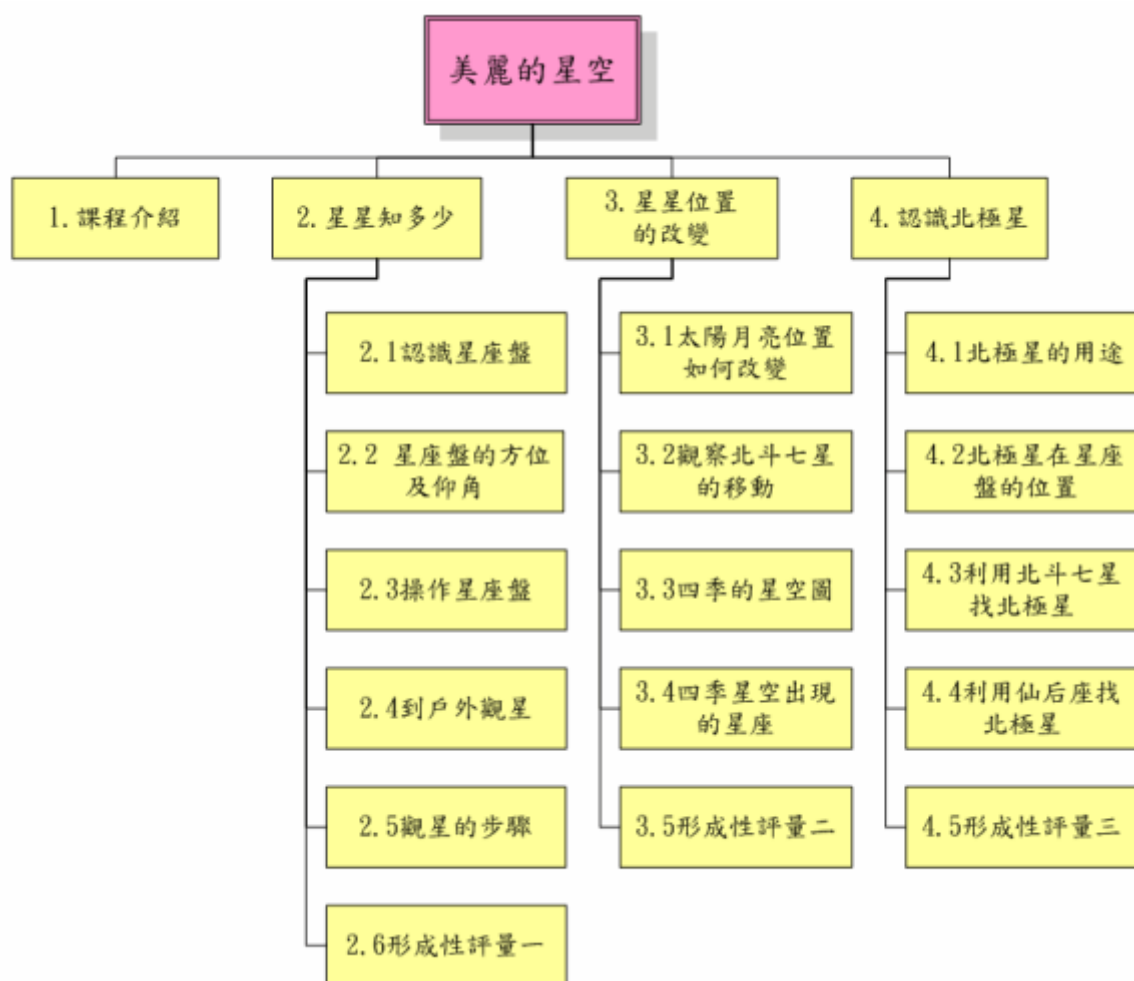 美麗的星空
1.課程介紹
2.星星知多少
3.星星位置
的改變
4.認識北極星
2.1認識星座盤
2.2 星座盤的方位
及仰角
2.3操作星座盤
2.4到戶外觀星
2.5觀星的步驟
2.6形成性評量一
3.1太陽月亮位置
如何改變
3.2觀察北斗七星
的移動
3.3四季的星空圖
3.4四季星空出現
的星座
3.5形成性評量二
4.1北極星的用途
4.2北極星在星座
盤的位置
4.3利用北斗七星
找北極星
4.4利用仙后座找
北極星
4.5形成性評量三